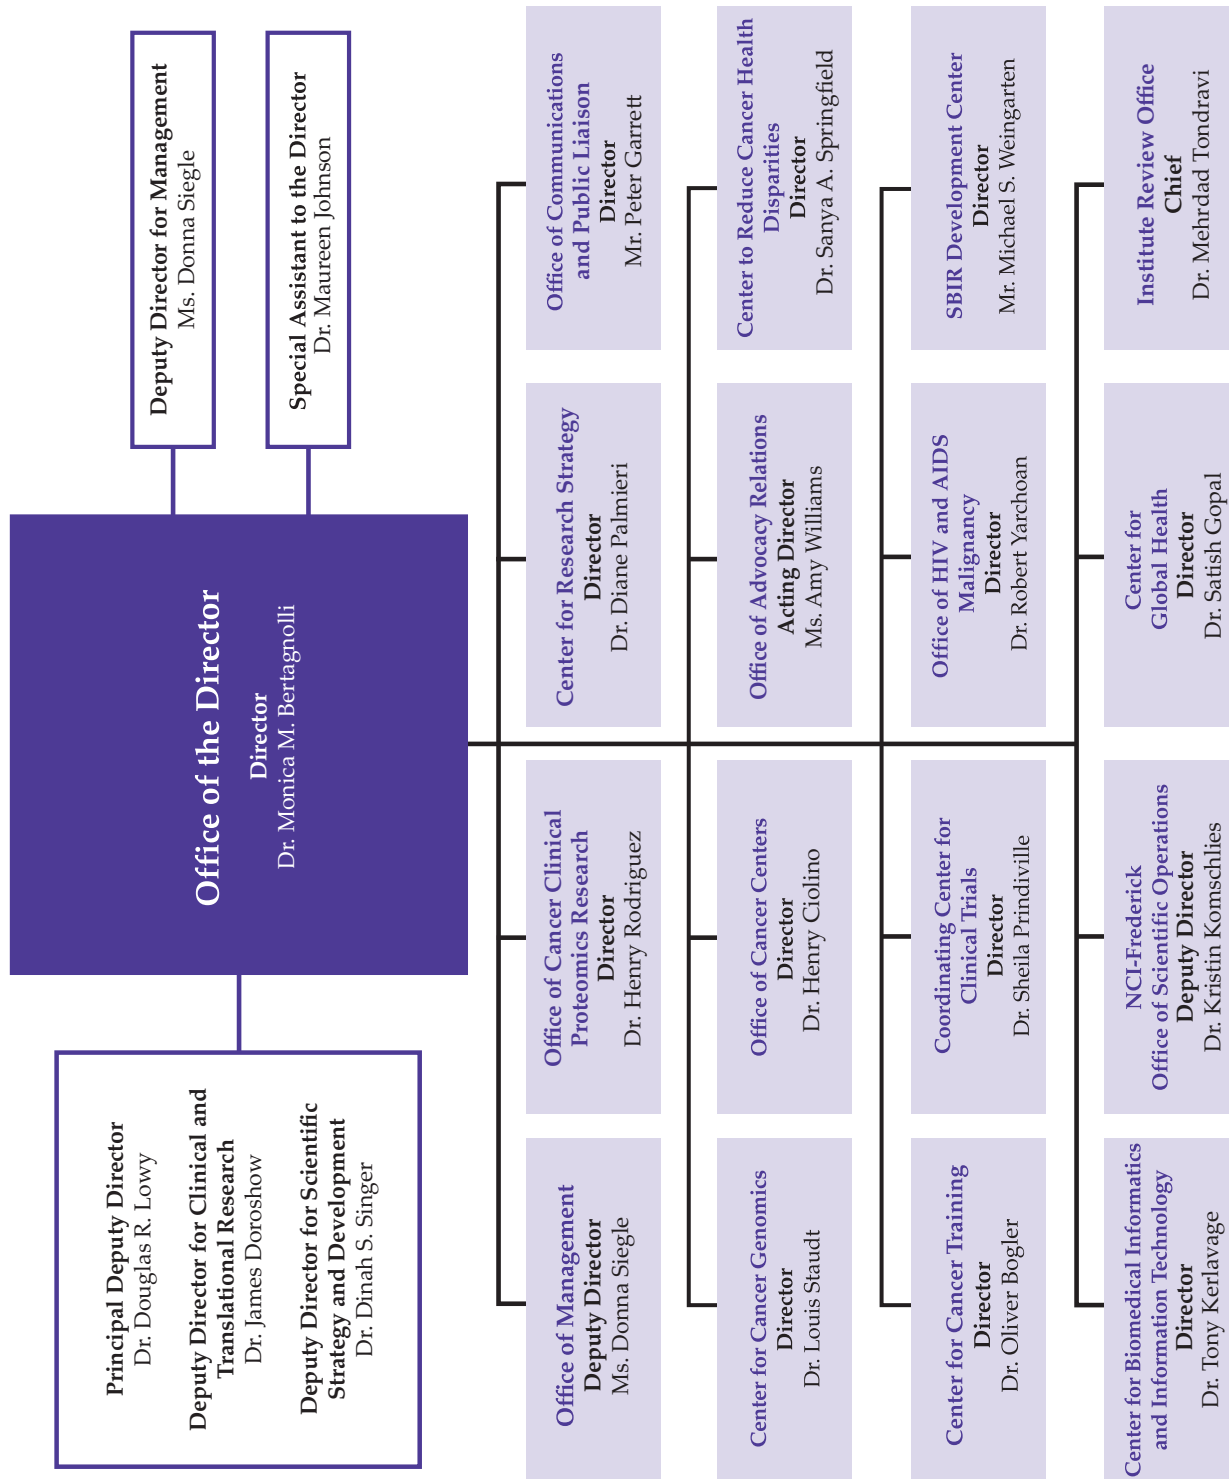 Office of the Director
Director
Dr. Monica M. Bertagnolli
Principal Deputy Director
Dr. Douglas R. Lowy
Deputy Director for Clinical and
Translational Research
Dr. James Doroshow
Deputy Director for Scientific
Strategy and Development
Dr. Dinah S. Singer
Deputy Director for Management
Ms. Donna Siegle
Special Assistant to the Director
Dr. Maureen Johnson
Office of Management
Deputy Director
Ms. Donna Siegle
Office of Cancer Clinical
Proteomics Research
Director
Dr. Henry Rodriguez
Center for Research Strategy
Director
Dr. Diane Palmieri
Office of Communications
and Public Liaison
Director
Mr. Peter Garrett
Center for Cancer Genomics
Director
Dr. Louis Staudt
Office of Cancer Centers
Director
Dr. Henry Ciolino
Office of Advocacy Relations
Acting Director
Ms. Amy Williams
Center to Reduce Cancer Health
Disparities
Director
Dr. Sanya A. Springfield
Center for Cancer Training
Director
Dr. Oliver Bogler
Coordinating Center for
Clinical Trials
Director
Dr. Sheila Prindiville
Office of HIV and AIDS
Malignancy
Director
Dr. Robert Yarchoan
SBIR Development Center
Director
Mr. Michael S. Weingarten
Center for Biomedical Informatics
and Information Technology
Director
Dr. Tony Kerlavage
NCI-Frederick
Office of Scientific Operations
Deputy Director
Dr. Kristin Komschlies
Center for
Global Health
Director
Dr. Satish Gopal
Institute Review Office
Chief
Dr. Mehrdad Tondravi